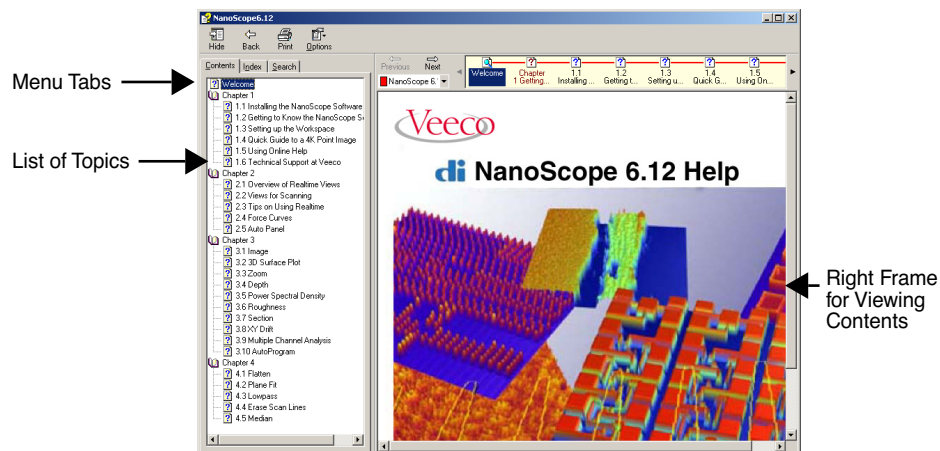 NanoScope6.12
Hide Back Print Options
Contents Index Search
Previous Next
NanoScope 6.
Welcome
Chapter 1 Getting...
1.1 Installing...
1.2 Getting t...
1.3 Setting u...
1.4 Quick G...
1.5 Using On...
Menu Tabs
List of Topics
Welcome
Chapter 1
1.1 Installing the NanoScope Software
1.2 Getting to Know the NanoScope S
1.3 Setting up the Workspace
1.4 Quick Guide to a 4K Point Image
1.5 Using Online Help
1.6 Technical Support at Veeco
Chapter 2
2.1 Overview of Realtime Views
2.2 Views for Scanning
2.3 Tips on Using Realtime
2.4 Force Curves
2.5 Auto Panel
Chapter 3
3.1 Image
3.2 3D Surface Plot
3.3 Zoom
3.4 Depth
3.5 Power Spectral Density
3.6 Roughness
3.7 Section
3.8 XY Drift
3.9 Multiple Channel Analysis
3.10 AutoProgram
Chapter 4
4.1 Flatten
4.2 Plane Fit
4.3 Lowpass
4.4 Erase Scan Lines
4.5 Median
Veeco
di NanoScope 6.12 Help
Right Frame
for Viewing
Contents